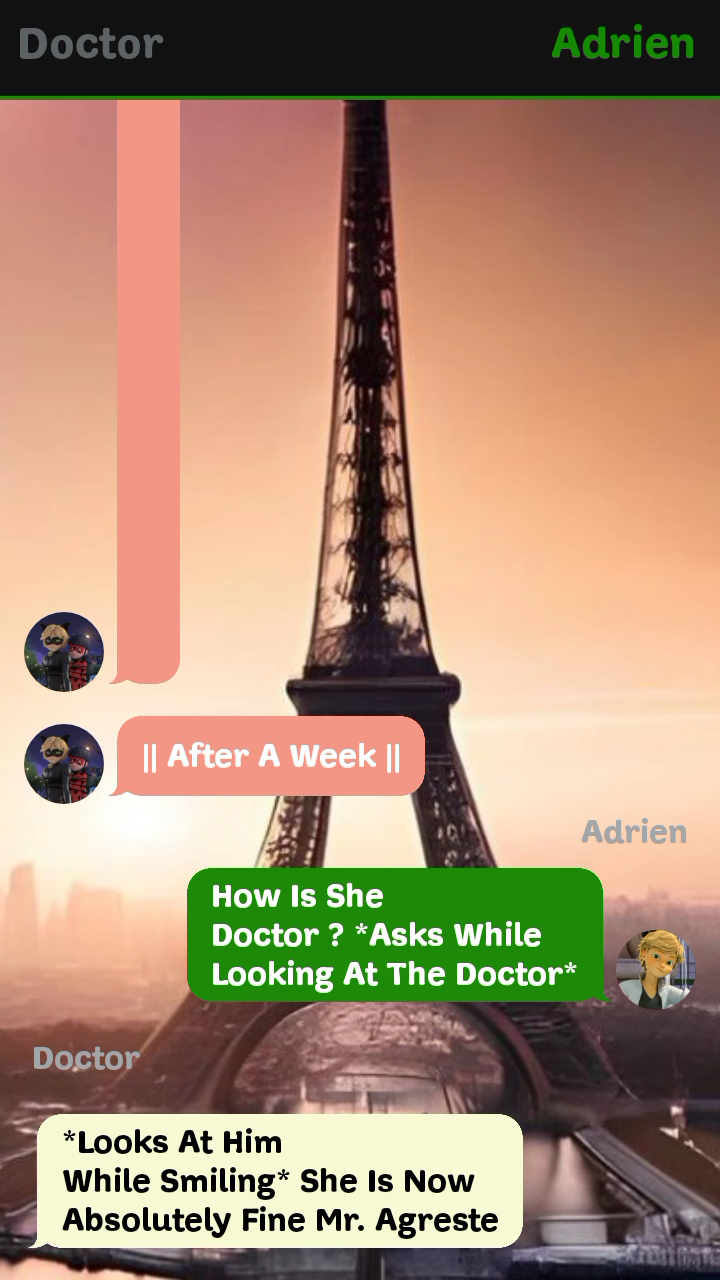 Doctor
Adrien
|| After A Week ||
Adrien
How Is She
Doctor ? *Asks While
Looking At The Doctor*
Doctor
*Looks At Him
While Smiling* She Is Now
Absolutely Fine Mr. Agreste